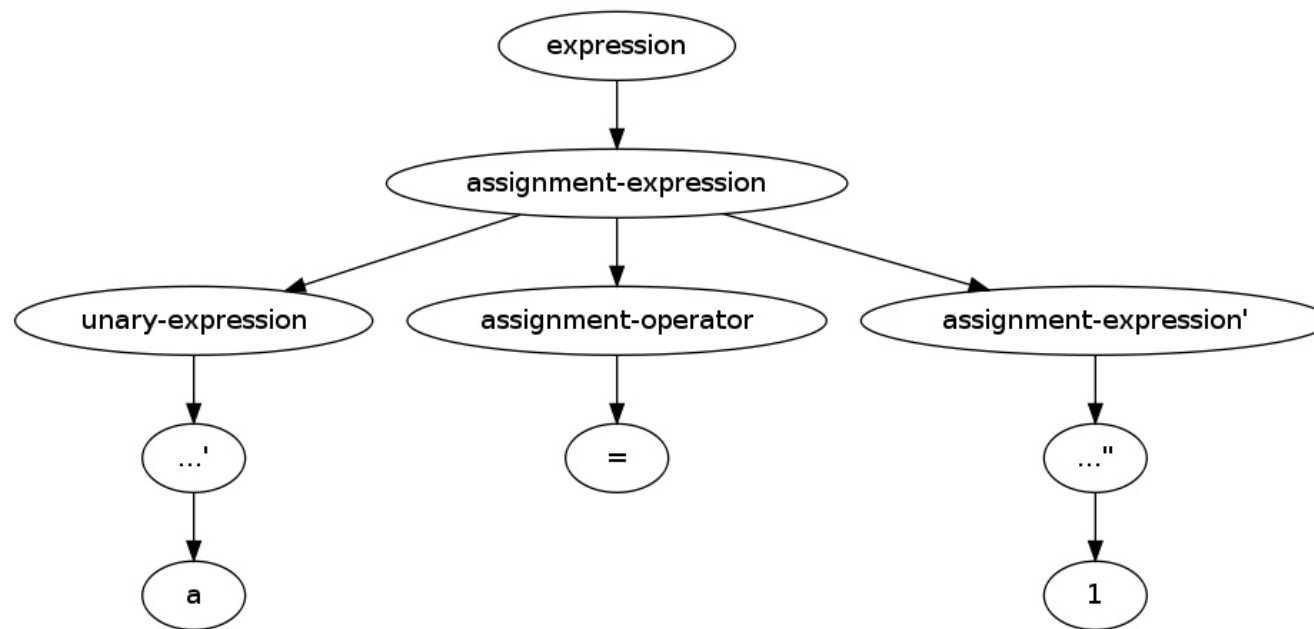 expression
assignment-expression
unary-expression
assignment-operator
assignment-expression'
...'
=
..."
a
1